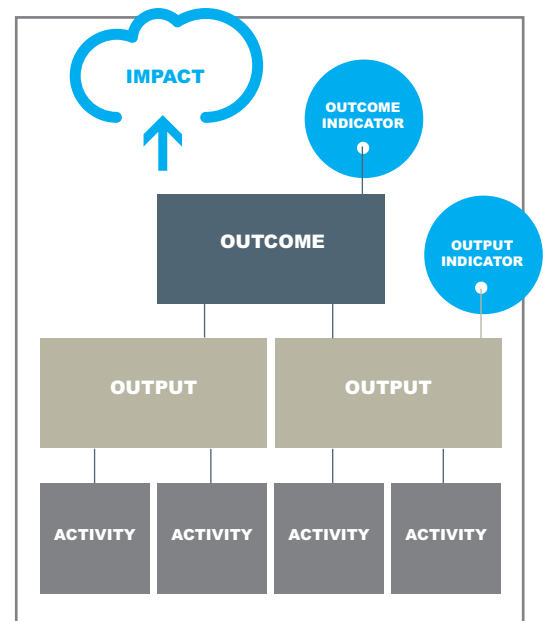 IMPACT
OUTCOME
INDICATOR
OUTCOME
OUTPUT
INDICATOR
OUTPUT
OUTPUT
ACTIVITY
ACTIVITY
ACTIVITY
ACTIVITY